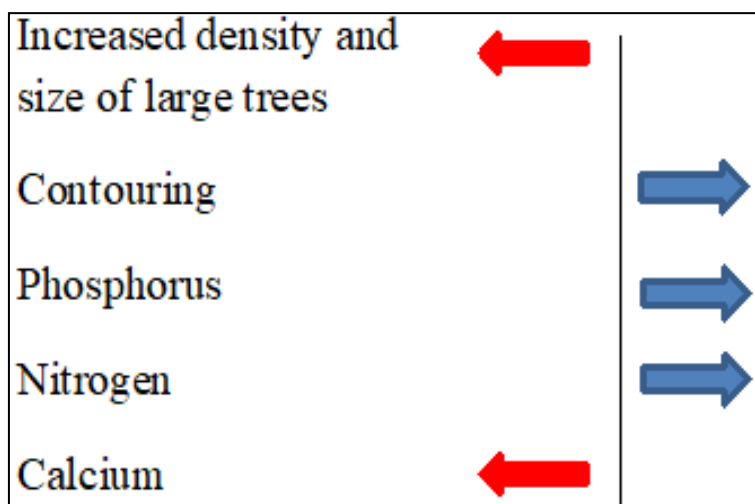 Increased density and
size of large trees
Contouring
Phosphorus
Nitrogen
Calcium